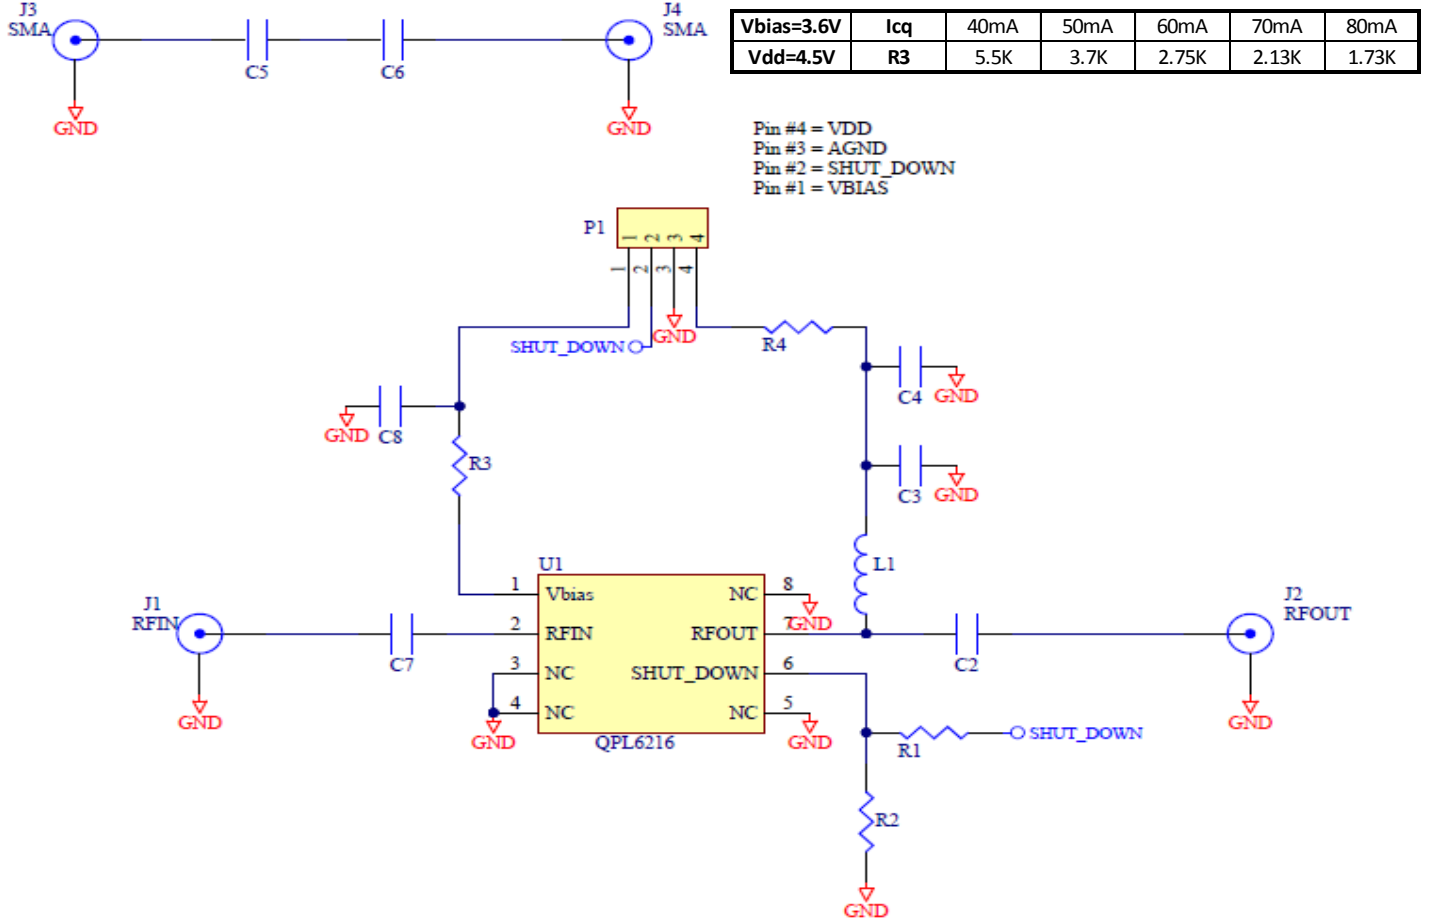 J3
SMA
C5
C6
J4
SMA
GND
GND
Vbias=3.6V Icq 40mA 50mA 60mA 70mA 80mA
Vdd=4.5V R3 5.5K 3.7K 2.75K 2.13K 1.73K
Pin #4 = VDD
Pin #3 = AGND
Pin #2 = SHUT_DOWN
Pin #1 = VBIAS
P1
1 2 3 4
1 2 3 4
GND
SHUT_DOWN
R4
C4
GND
GND
C8
R3
C3
GND
L1
U1
1 Vbias
NC 8
GND
J1
RFIN
C7
2 RFIN
RFOUT 7
C2
J2
RFOUT
3 NC
SHUT_DOWN 6
4 NC
NC 5
GND
GND
QPL6216
GND
GND
R1
SHUT_DOWN
R2
GND